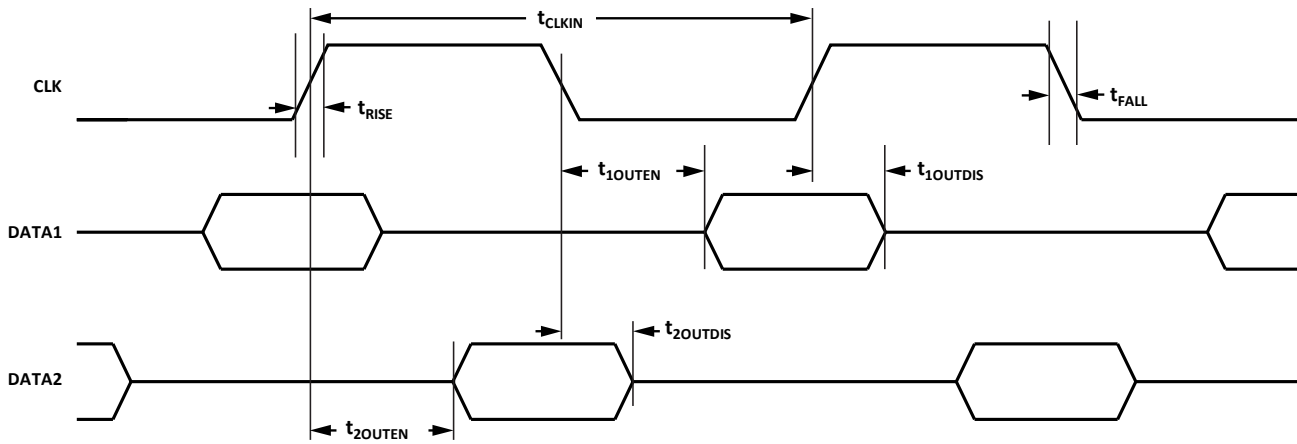 tCLKIN
CLK
tRISE
tFALL
t1OUTEN
t1OUTDIS
DATA1
t2OUTDIS
DATA2
t2OUTEN